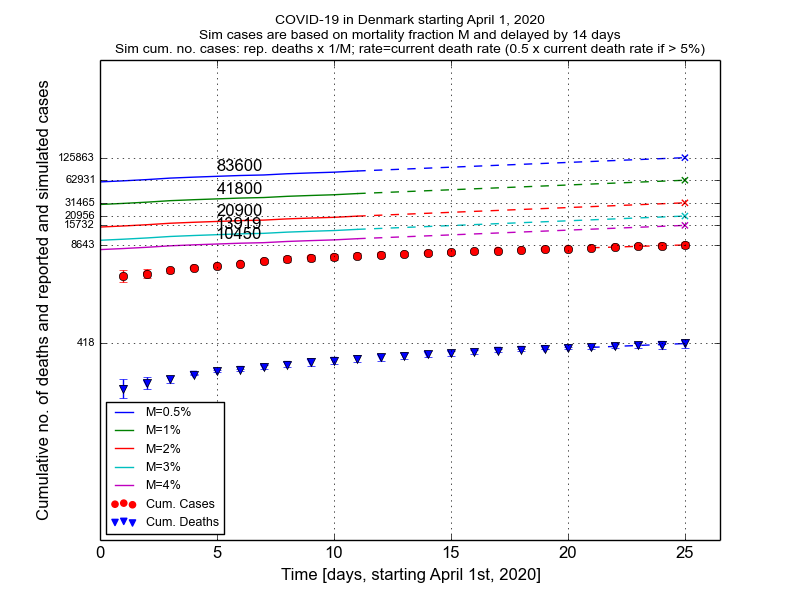 COVID-19 in Denmark starting April 1, 2020
Sim cases are based on mortality fraction M and delayed by 14 days
Sim cum. no. cases: rep. deaths x 1/M; rate=current death rate (0.5 x current death rate if > 5%)
Cumulative no. of deaths and reported and simulated cases
125863
62931
31465
20956
15732
8643
418
83600
41800
20900
13919
10450
M=0.5%
M=1%
M=2%
M=3%
M=4%
Cum. Cases
Cum. Deaths
0 5 10 15 20 25
Time [days, starting April 1st, 2020]